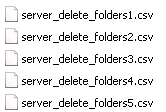 server_delete_folders1.csv
server_delete_folders2.csv
server_delete_folders3.csv
server_delete_folders4.csv
server_delete_folders5.csv